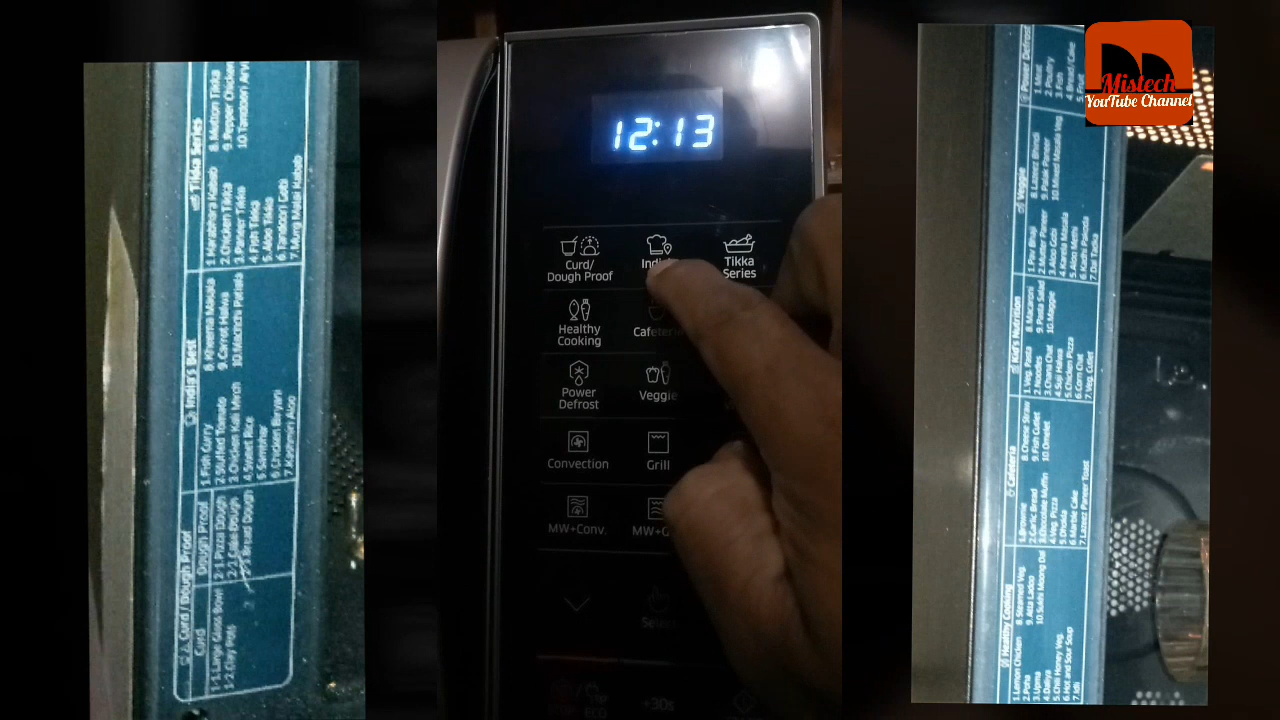 Curd / Dough Proof
Curd
1-1.Large Glass Bowl
1-2.Clay Pots
Dough Proof
2-1 Pizza Dough
2-2 Cake Dough
2-3 Bread Dough
India's Best
1.Fish Curry
2.Stuffed Tomato
3.Chicken Kali Mirch
4.Sweet Rice
5.Sambhar
6.Chicken Biryani
7.Kashmiri Aloo
8.Kheema Masala
9.Carrot Halwa
10.Macchi Patiala
Tikka Series
1.Harabhara Kabab
2.Chicken Tikka
3.Paneer Tikka
4.Fish Tikka
5.Aloo Tikka
6.Tandoori Gobi
7.Murg Malai Kabab
8.Mutton Tikka
9.Pepper Chicken
10.Tandoori Arvi
12:13
Curd/
Dough Proof
Tikka
Series
Healthy
Cooking
Power
Defrost
Veggie
Convection
Grill
MW+Conv.
+30s
ECO
Mistech
YouTube Channel
Healthy Cooking
1.Lemon Chicken
2.Poha
3.Upma
4.Daliya
5.Chilli Honey Veg.
6.Hot and Sour Soup
7.Idli
8.Steamed Veg.
9.Atta Ladoo
10.Sukhi Moong Dal
Cafeteria
1.Brownie
2.Garlic Bread
3.Chocolate Muffin
4.Veg. Pizza
5.Dhokla
6.Marble Cake
7.Lazeez Paneer Toast
8.Cheese Straw
9.Fish Cutlet
10.Omelet
Kid's Nutrition
1.Veg. Pasta
2.Noodles
3.Chana Chat
4.Suji Halwa
5.Chicken Pizza
6.Corn Chat
7.Veg. Cutlet
8.Macaroni
9.Pasta Salad
10.Maggie
Veggie
1.Pav Bhaji
2.Mutter Paneer
3.Aloo Gobi
4.Karela Masala
5.Aloo Methi
6.Kadhi Pakoda
7.Dal Tadka
8.Lazeez Bhindi
9.Palak Paneer
10.Mixed Masala Veg
Power Defrost
1.Meat
2.Poultry
3.Fish
4.Bread/Cake
5.Fruit